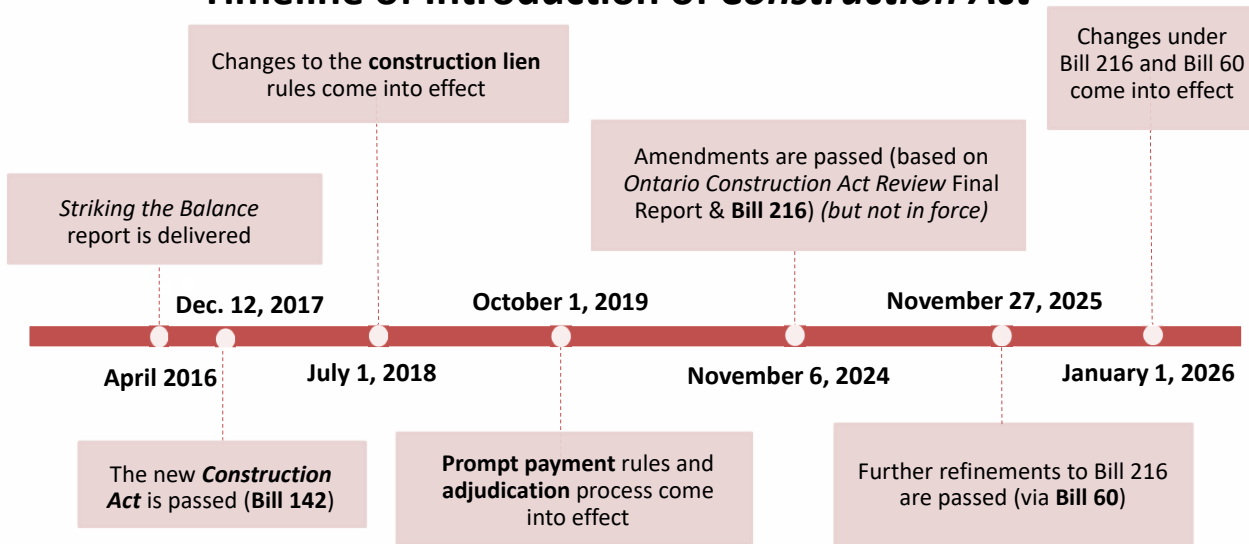 Timeline of Introduction of Construction Act
Changes to the construction lien
rules come into effect
Changes under
Bill 216 and Bill 60
come into effect
Amendments are passed (based on
Ontario Construction Act Review Final
Report & Bill 216) (but not in force)
Striking the Balance
report is delivered
Dec. 12, 2017
October 1, 2019
November 27, 2025
April 2016
July 1, 2018
November 6, 2024
January 1, 2026
The new Construction
Act is passed (Bill 142)
Prompt payment rules and
adjudication process come
into effect
Further refinements to Bill 216
are passed (via Bill 60)